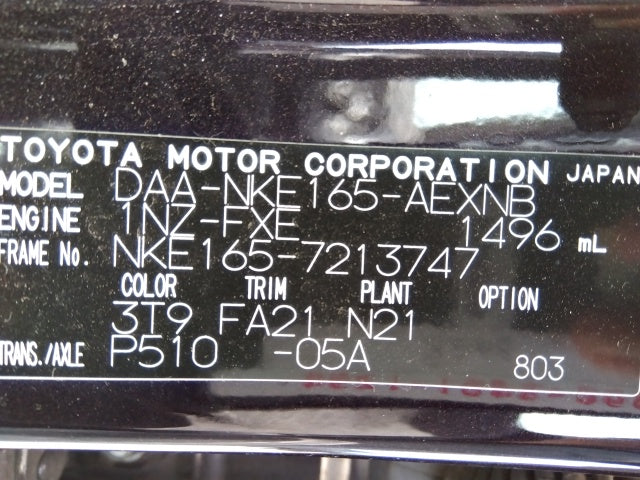 TOYOTA MOTOR CORPORATION JAPAN
MODEL DAA-NKE165-AEXNB
ENGINE 1NZ-FXE 1496 mL
FRAME No. NKE165-7213747
COLOR TRIM PLANT OPTION
3T9 FA21 N21
TRANS./AXLE P510 -05A 803